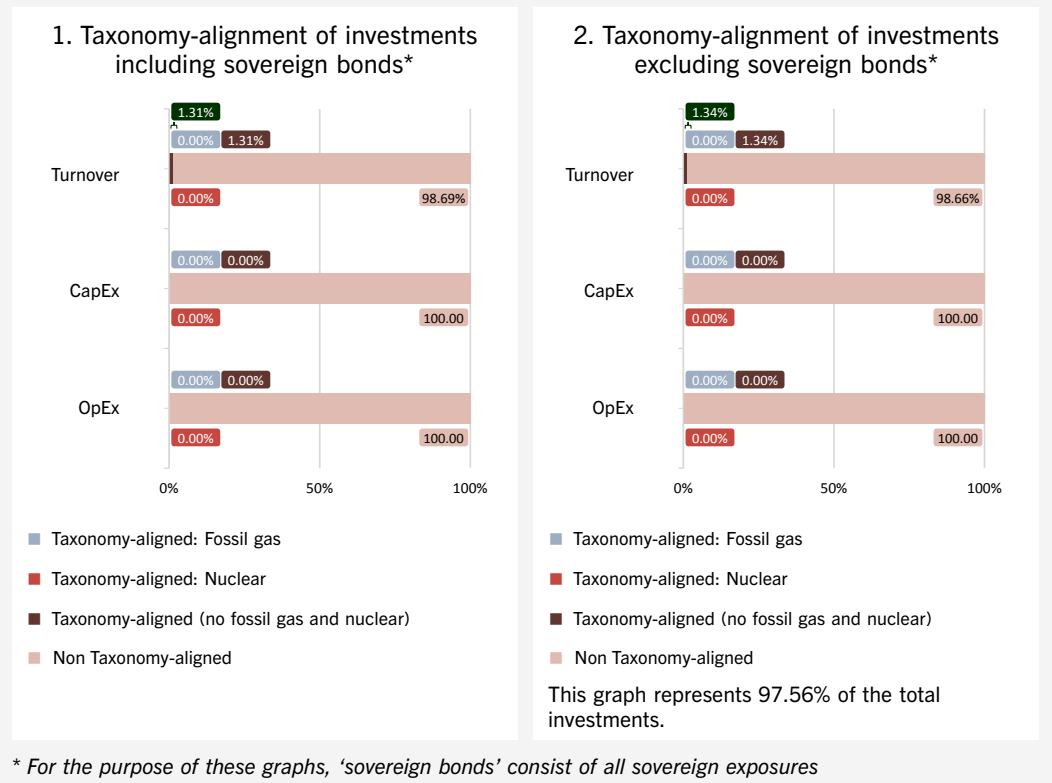 1. Taxonomy-alignment of investments
including sovereign bonds*
1.31%
0.00% 1.31%
Turnover
0.00% 98.69%
0.00% 0.00%
CapEx
0.00% 100.00
0.00% 0.00%
OpEx
0.00% 100.00
0% 50% 100%
Taxonomy-aligned: Fossil gas
Taxonomy-aligned: Nuclear
Taxonomy-aligned (no fossil gas and nuclear)
Non Taxonomy-aligned
2. Taxonomy-alignment of investments
excluding sovereign bonds*
1.34%
0.00% 1.34%
Turnover
0.00% 98.66%
0.00% 0.00%
CapEx
0.00% 100.00
0.00% 0.00%
OpEx
0.00% 100.00
0% 50% 100%
Taxonomy-aligned: Fossil gas
Taxonomy-aligned: Nuclear
Taxonomy-aligned (no fossil gas and nuclear)
Non Taxonomy-aligned
This graph represents 97.56% of the total
investments.
* For the purpose of these graphs, ‘sovereign bonds’ consist of all sovereign exposures